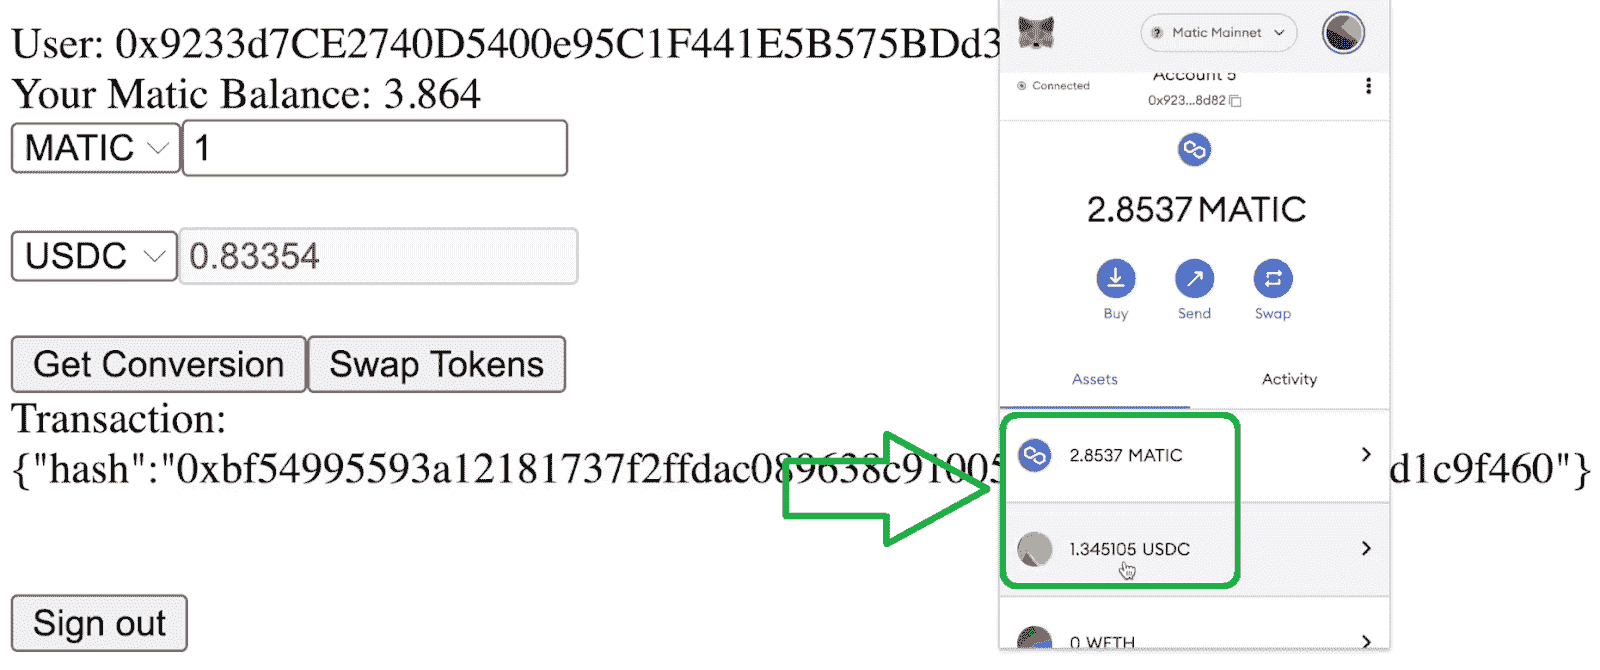 User: 0x9233d7CE2740D5400e95C1F441E5B575BDd3
Your Matic Balance: 3.864
MATIC 1
USDC 0.83354
Get Conversion Swap Tokens
Transaction:
{"hash":"0xbf54995593a12181737f2ffdac089638c91005 d1c9f460"}
Sign out
Matic Mainnet
Account 5
Connected
0x923...8d82
2.8537 MATIC
Buy Send Swap
Assets Activity
2.8537 MATIC
1.345105 USDC
0 WETH